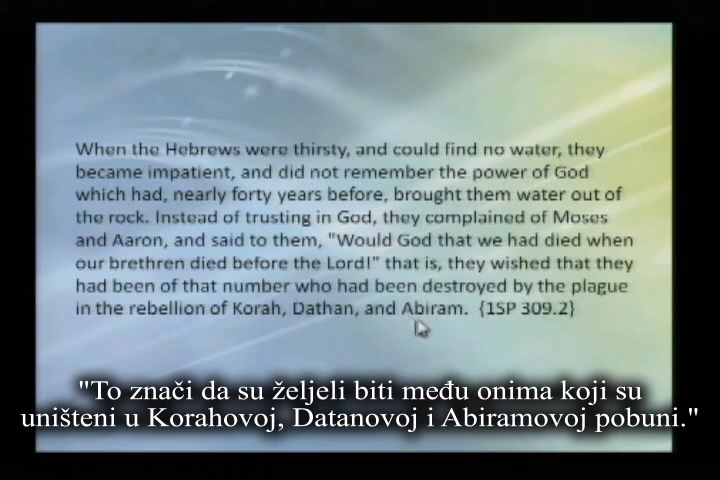 When the Hebrews were thirsty, and could find no water, they
became impatient, and did not remember the power of God
which had, nearly forty years before, brought them water out of
the rock. Instead of trusting in God, they complained of Moses
and Aaron, and said to them, "Would God that we had died when
our brethren died before the Lord!" that is, they wished that they
had been of that number who had been destroyed by the plague
in the rebellion of Korah, Dathan, and Abiram. {1SP 309.2}
"To znači da su željeli biti među onima koji su
uništeni u Korahovoj, Datanovoj i Abiramovoj pobuni."